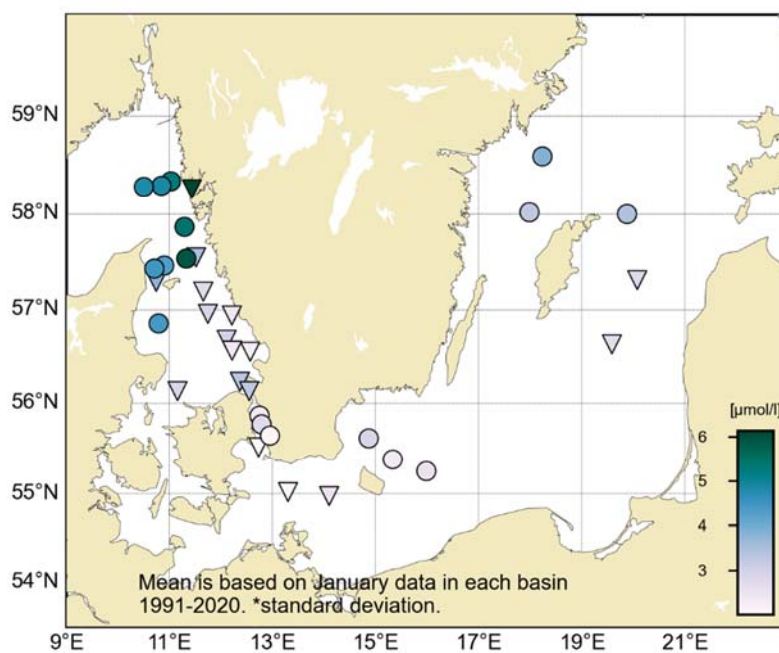 59°N
58°N
57°N
56°N
55°N
54°N
[µmol/l]
6
5
4
3
Mean is based on January data in each basin
1991-2020. *standard deviation.
9°E 11°E 13°E 15°E 17°E 19°E 21°E